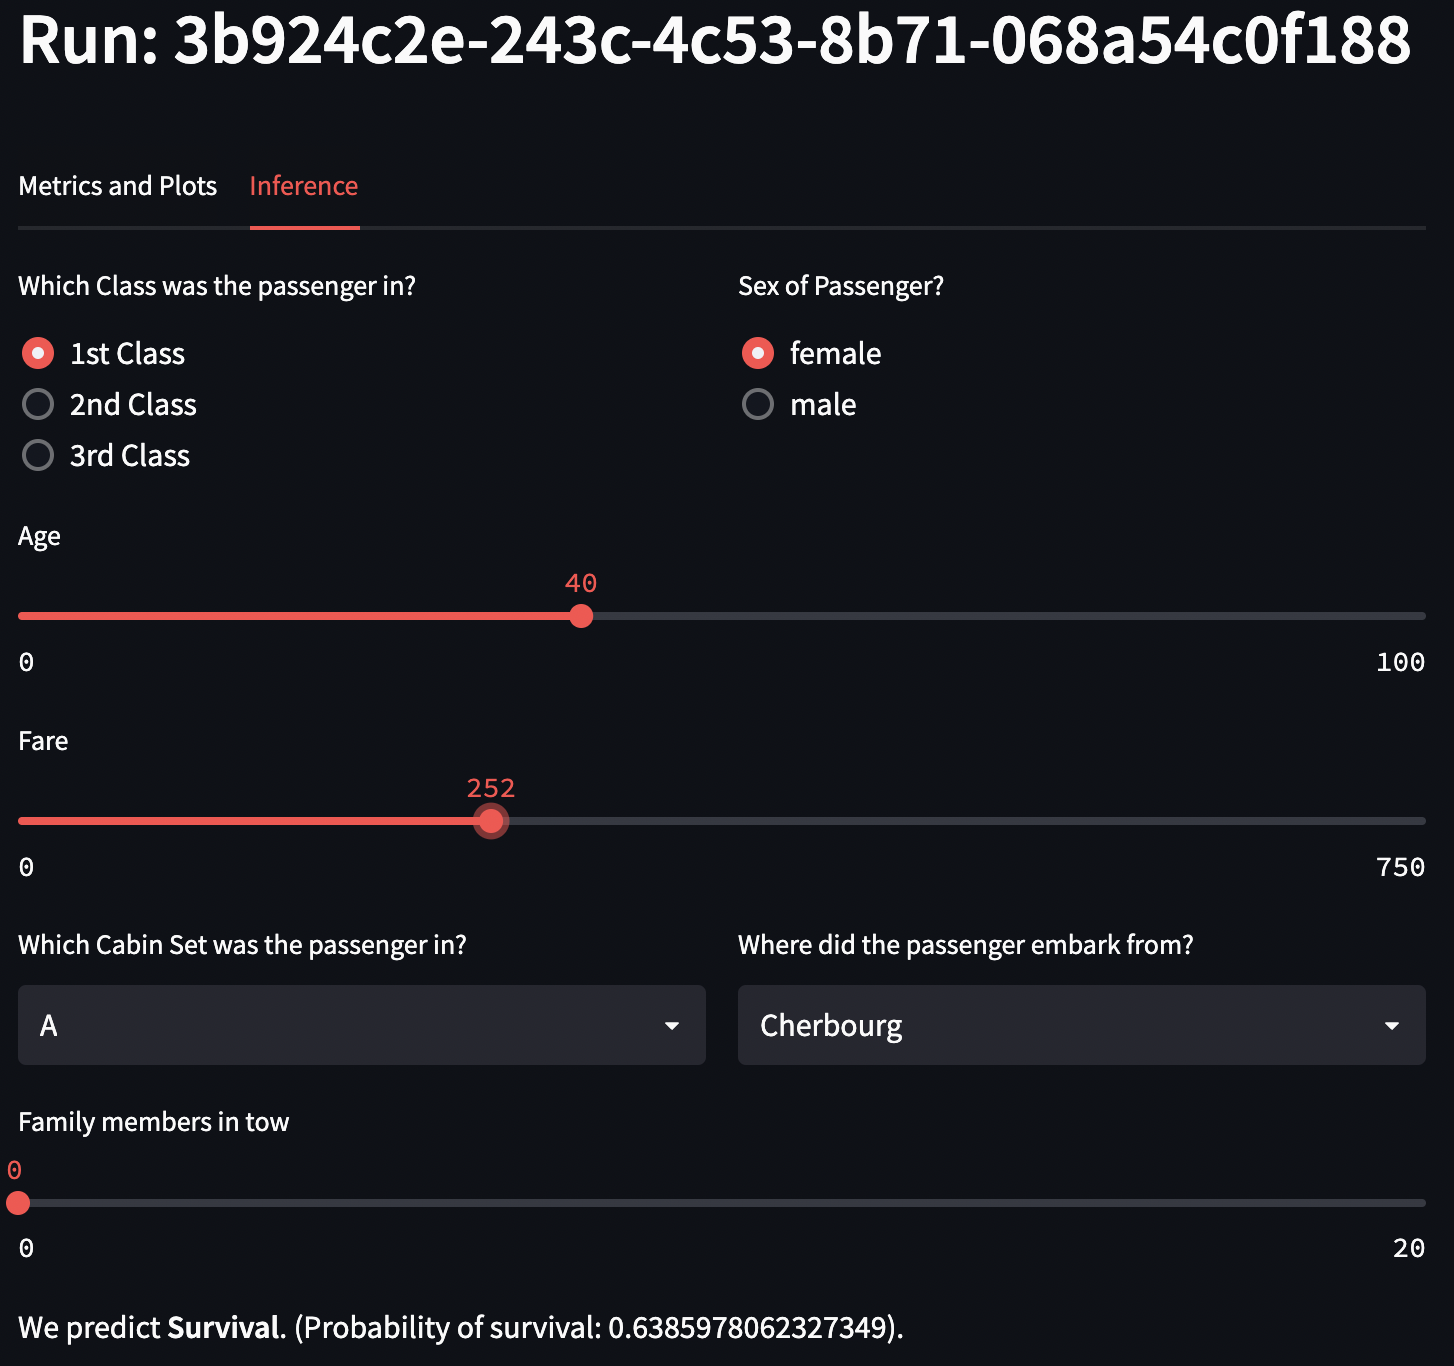 Run: 3b924c2e-243c-4c53-8b71-068a54c0f188
Metrics and Plots Inference
Which Class was the passenger in?
1st Class
2nd Class
3rd Class
Sex of Passenger?
female
male
Age
40
0 100
Fare
252
0 750
Which Cabin Set was the passenger in?
A
Where did the passenger embark from?
Cherbourg
Family members in tow
0
0 20
We predict Survival. (Probability of survival: 0.6385978062327349).